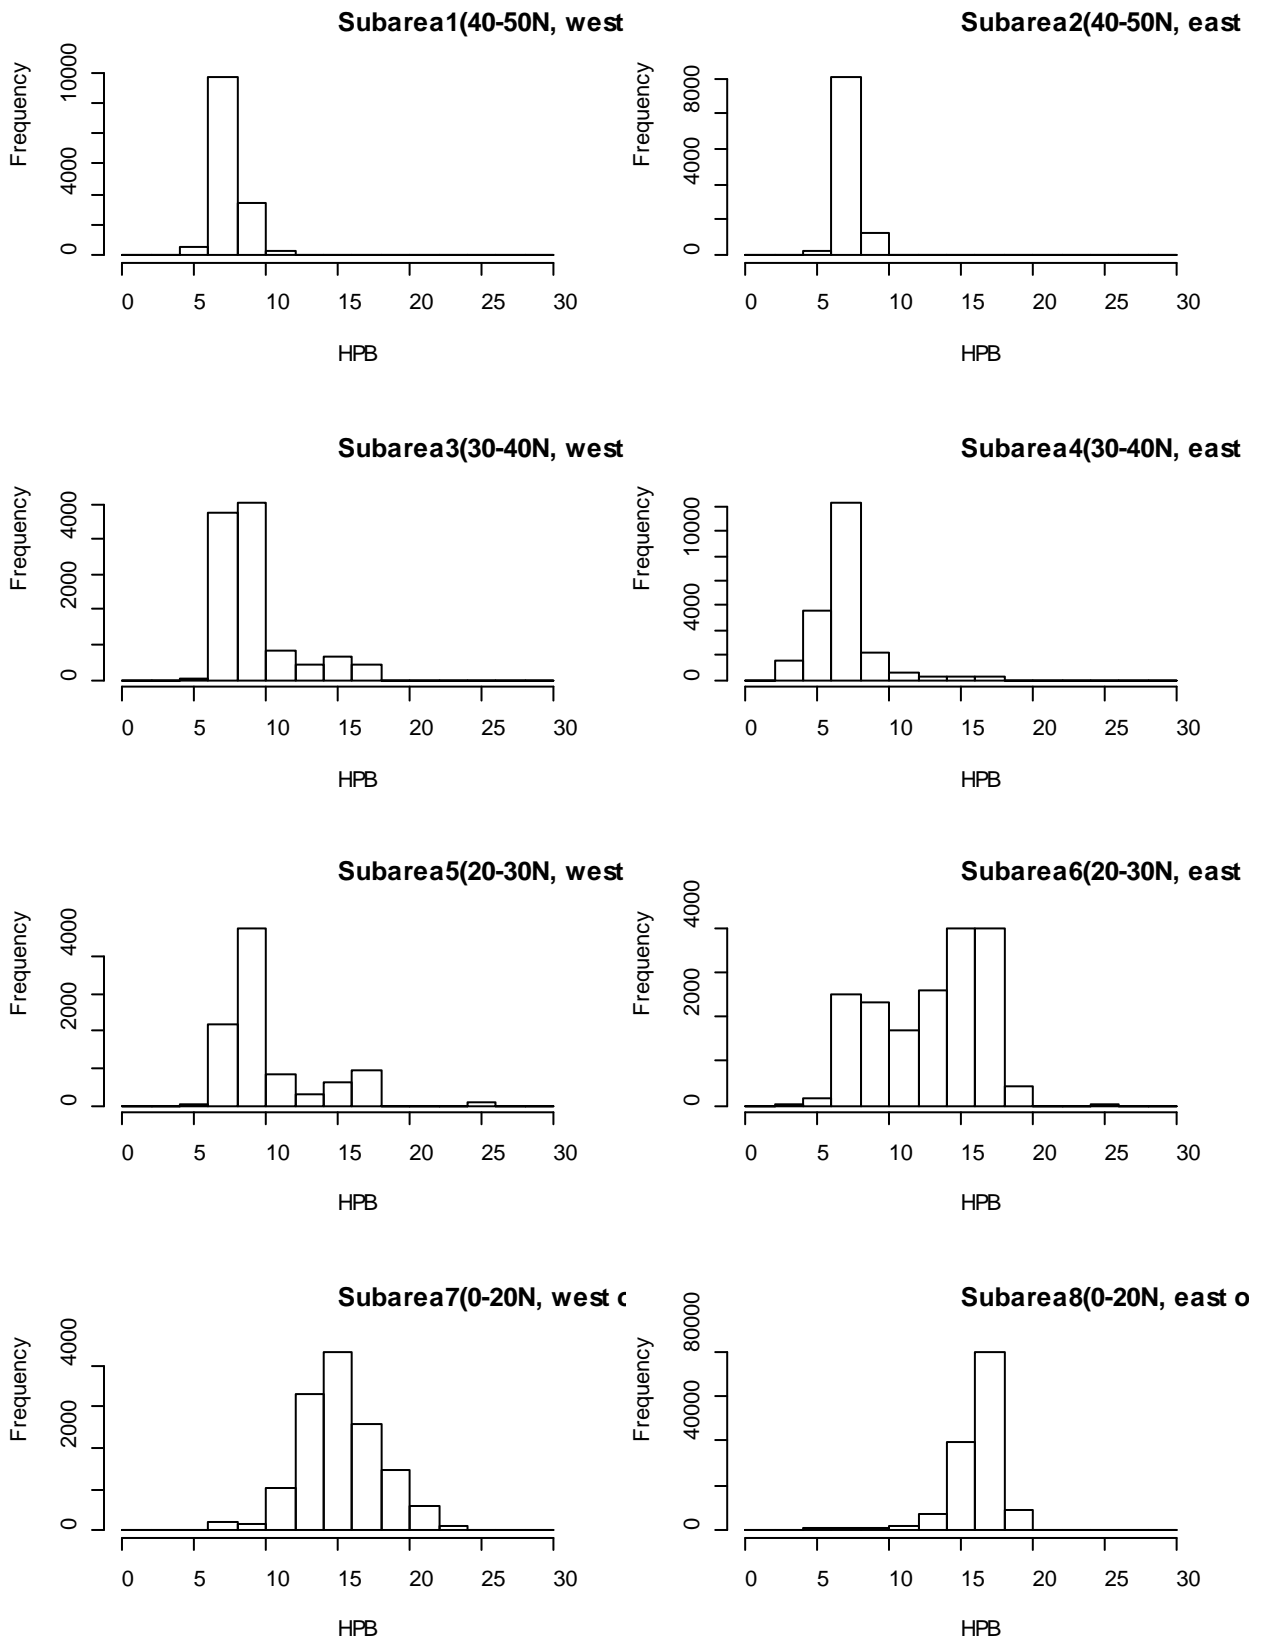 Subarea1(40-50N, west
Frequency
10000
4000
0
0 5 10 15 20 25 30
HPB
Subarea2(40-50N, east
Frequency
8000
4000
0
0 5 10 15 20 25 30
HPB
Subarea3(30-40N, west
Frequency
4000
2000
0
0 5 10 15 20 25 30
HPB
Subarea4(30-40N, east
Frequency
10000
4000
0
0 5 10 15 20 25 30
HPB
Subarea5(20-30N, west
Frequency
4000
2000
0
0 5 10 15 20 25 30
HPB
Subarea6(20-30N, east
Frequency
4000
2000
0
0 5 10 15 20 25 30
HPB
Subarea7(0-20N, west
Frequency
4000
2000
0
0 5 10 15 20 25 30
HPB
Subarea8(0-20N, east o
Frequency
80000
40000
0
0 5 10 15 20 25 30
HPB